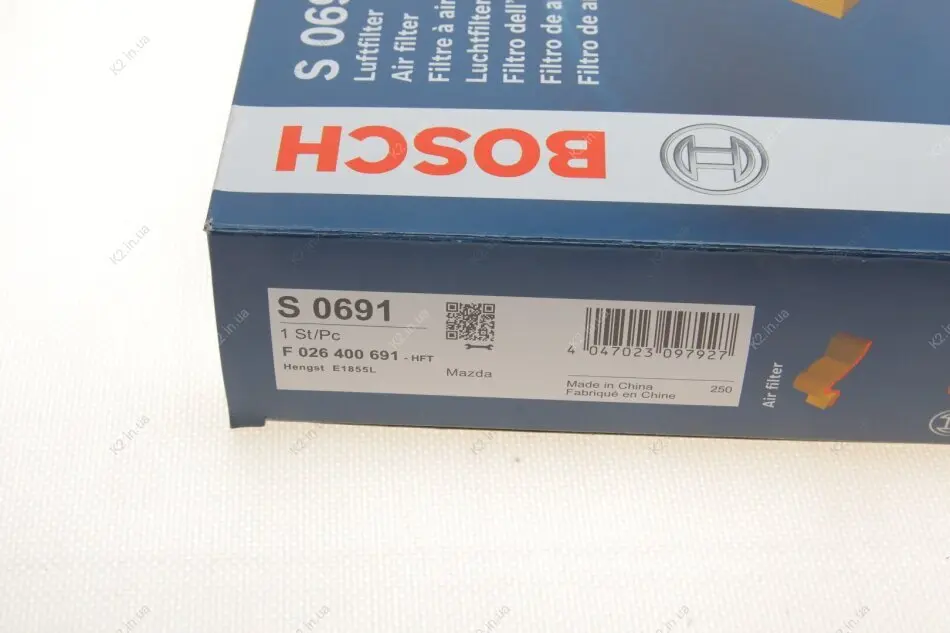 S 069
Luftfilter
Air filter
Filtre à air
Luchtfilter
Filtro dell'
Filtro de a
Filtro de a
BOSCH
S 0691
1 St/Pc
F 026 400 691 - HFT
Hengst E1855L
Mazda
4 047023 097927
Made in China
Fabriqué en Chine
250
Air filter
K2.in.ua